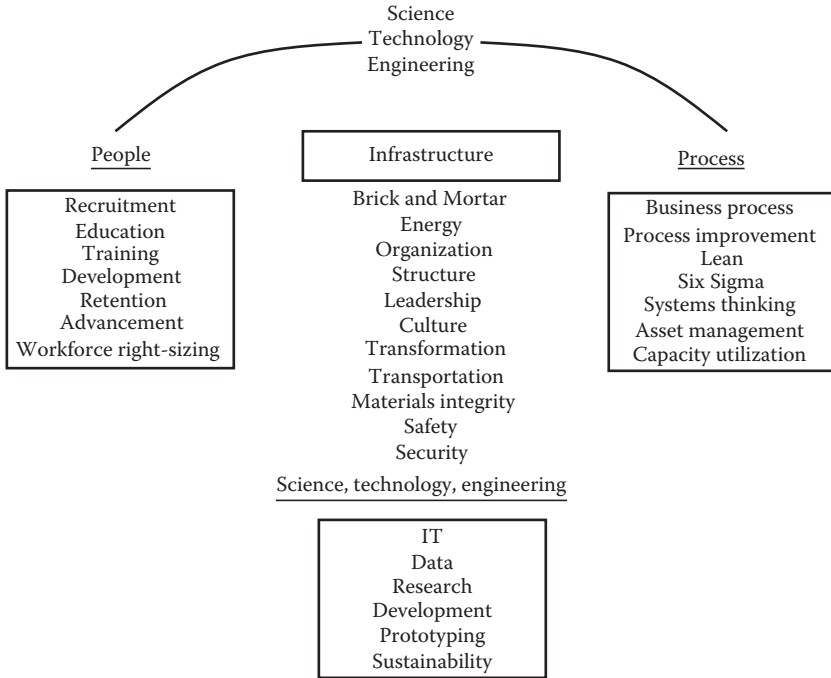 Science
Technology
Engineering
People
Recruitment
Education
Training
Development
Retention
Advancement
Workforce right-sizing
Infrastructure
Brick and Mortar
Energy
Organization
Structure
Leadership
Culture
Transformation
Transportation
Materials integrity
Safety
Security
Process
Business process
Process improvement
Lean
Six Sigma
Systems thinking
Asset management
Capacity utilization
Science, technology, engineering
IT
Data
Research
Development
Prototyping
Sustainability